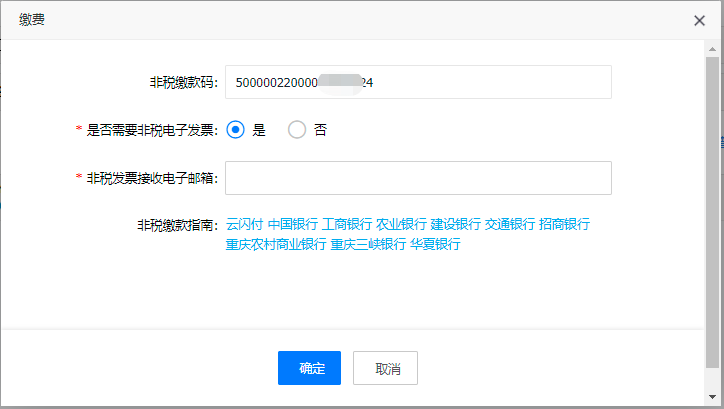 缴费
非税缴款码： 500000220000 24
* 是否需要非税电子发票： 是 否
* 非税发票接收电子邮箱：
非税缴款指南： 云闪付 中国银行 工商银行 农业银行 建设银行 交通银行 招商银行
重庆农村商业银行 重庆三峡银行 华夏银行
确定 取消